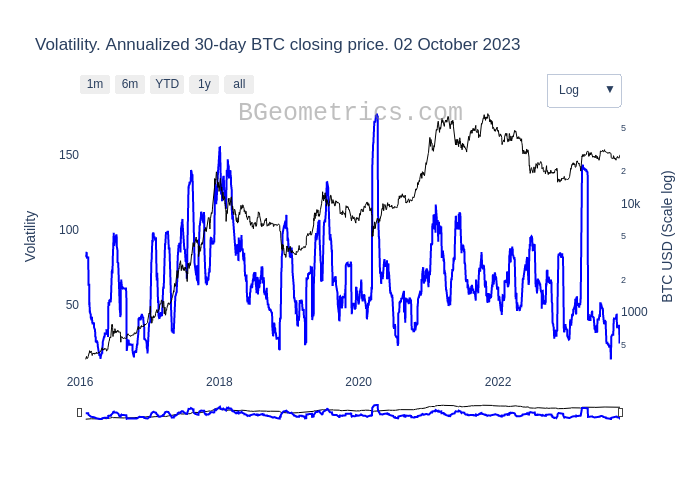 Volatility. Annualized 30-day BTC closing price. 02 October 2023
1m 6m YTD 1y all
Log ▼
BGeometrics.com
150
100
50
Volatility
5
2
10k
5
2
1000
5
BTC USD (Scale log)
2016 2018 2020 2022